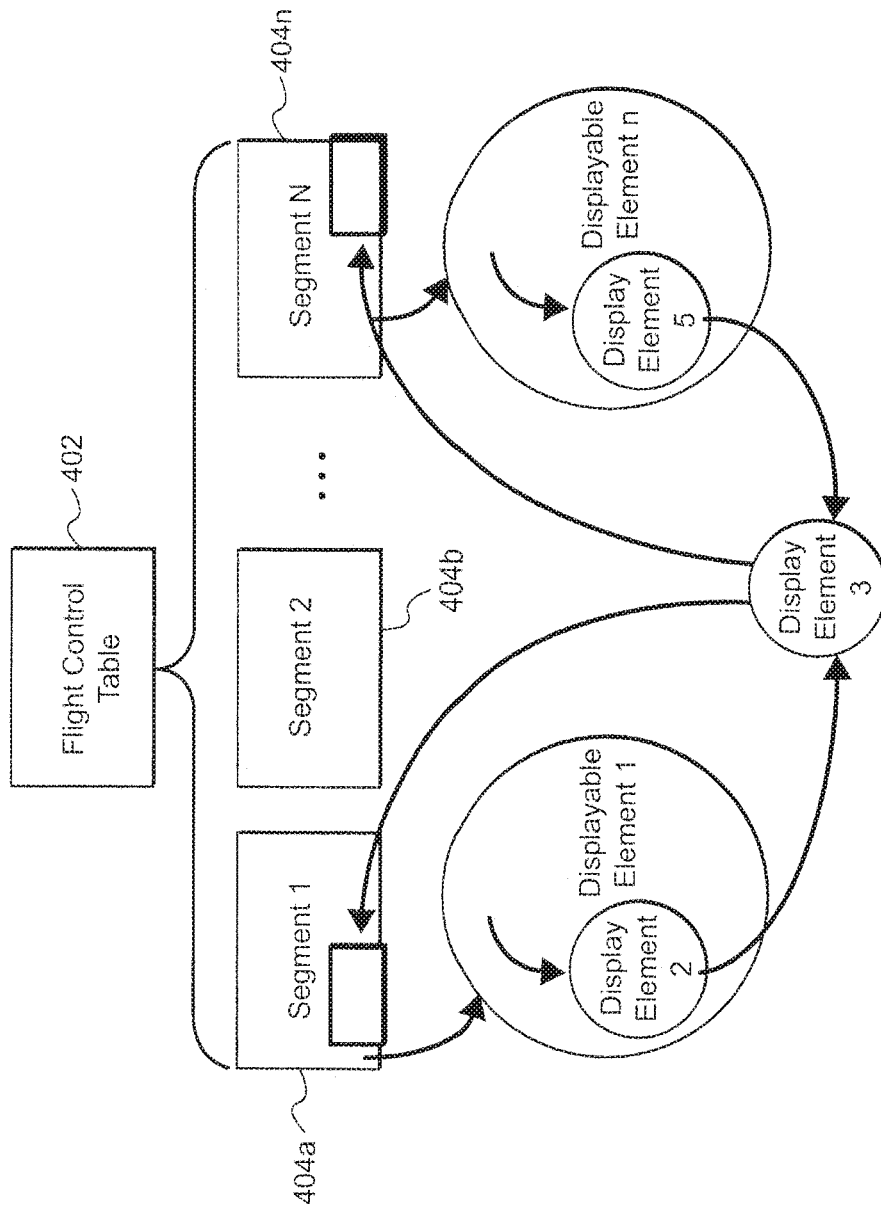 Flight Control
Table
402
Segment 1
Segment 2
...
Segment N
404a
404b
404n
Displayable
Element 1
Display
Element
2
Displayable
Element n
Display
Element
5
Display
Element
3